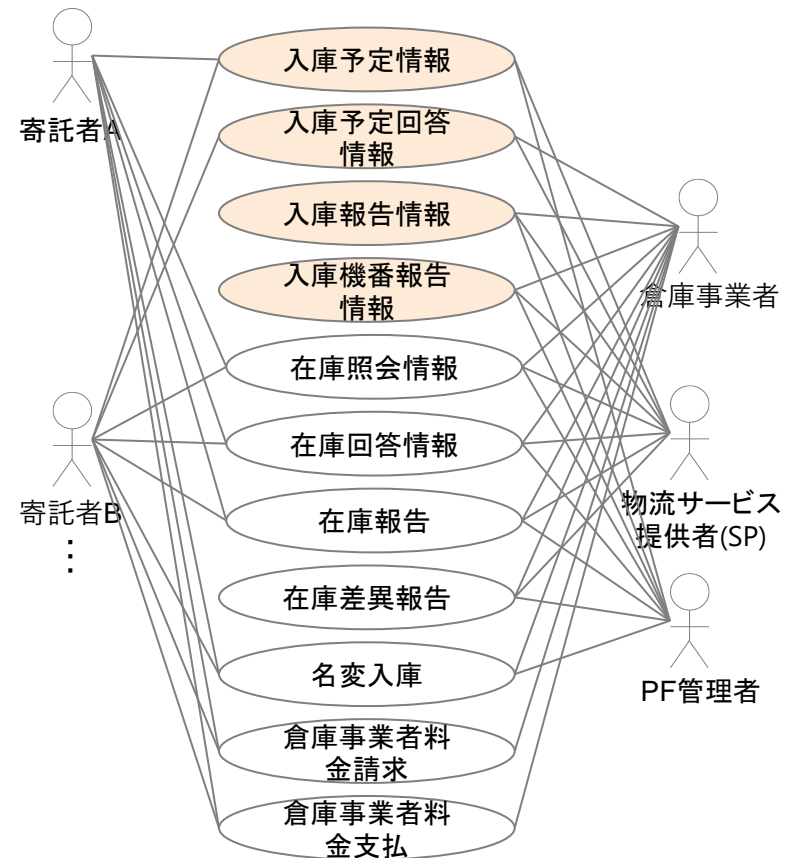 寄託者A
入庫予定情報
入庫予定回答
情報
入庫報告情報
入庫機番報告
情報
倉庫事業者
在庫照会情報
在庫回答情報
寄託者B
⋮
在庫報告
物流サービス
提供者(SP)
在庫差異報告
名変入庫
PF管理者
倉庫事業者料
金請求
倉庫事業者料
金支払